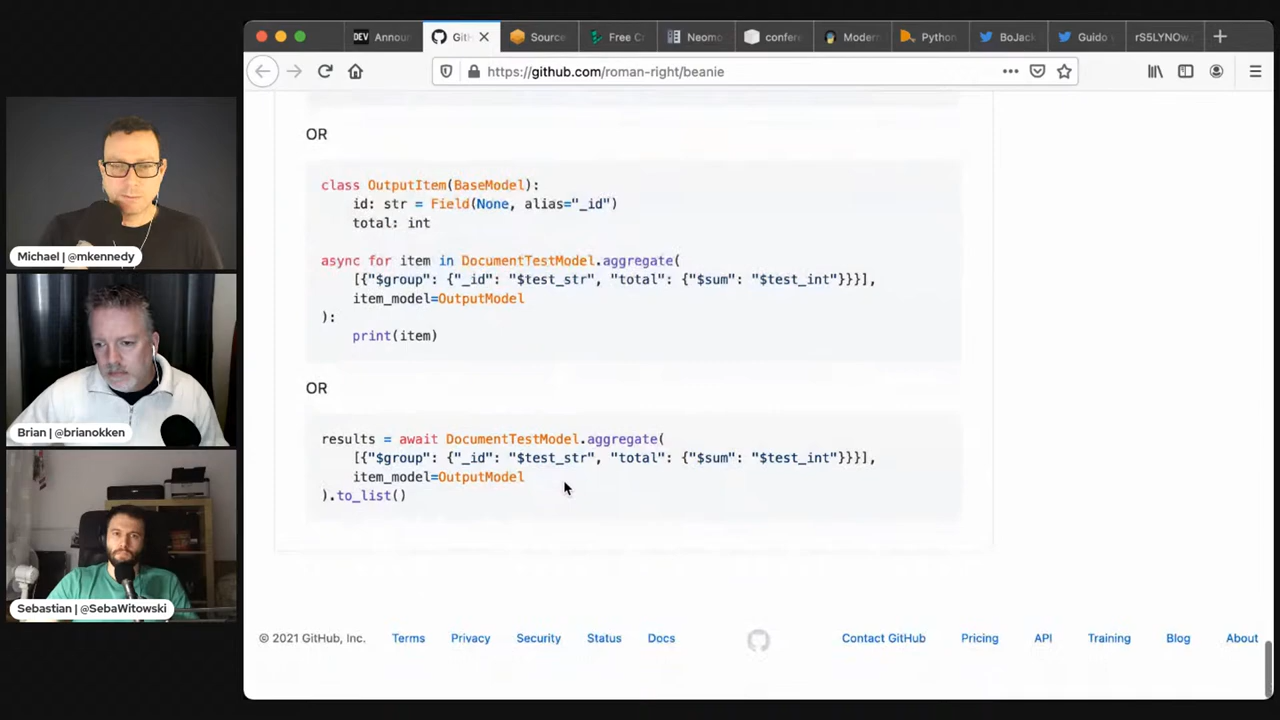 DEV Announ
GitH
Source
Free C
Neomo
confere
Modern
Python
BoJack
Guido
rS5LYNOw.
https://github.com/roman-right/beanie
OR
class OutputItem(BaseModel):
id: str = Field(None, alias="_id")
total: int
async for item in DocumentTestModel.aggregate(
[{"$group": {"_id": "$test_str", "total": {"$sum": "$test_int"}}}],
item_model=OutputModel
):
print(item)
OR
results = await DocumentTestModel.aggregate(
[{"$group": {"_id": "$test_str", "total": {"$sum": "$test_int"}}}],
item_model=OutputModel
).to_list()
© 2021 GitHub, Inc.
Terms
Privacy
Security
Status
Docs
Contact GitHub
Pricing
API
Training
Blog
About
Michael | @mkennedy
Brian | @brianokken
Sebastian | @SebaWitowski